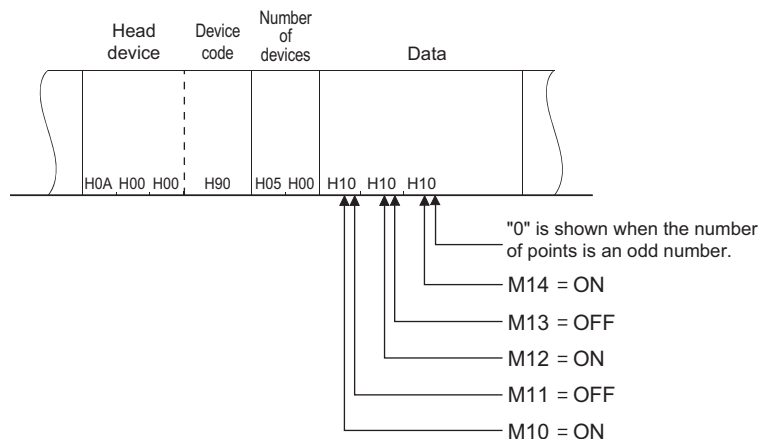 Head
device
Device
code
Number
of
devices
Data
H0A H00 H00 H90 H05 H00 H10 H10 H10
"0" is shown when the number
of points is an odd number.
M14 = ON
M13 = OFF
M12 = ON
M11 = OFF
M10 = ON